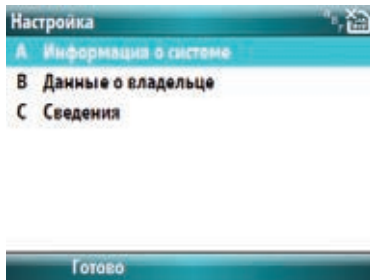 Настройка
A Информация о системе
B Данные о владельце
C Сведения
Готово